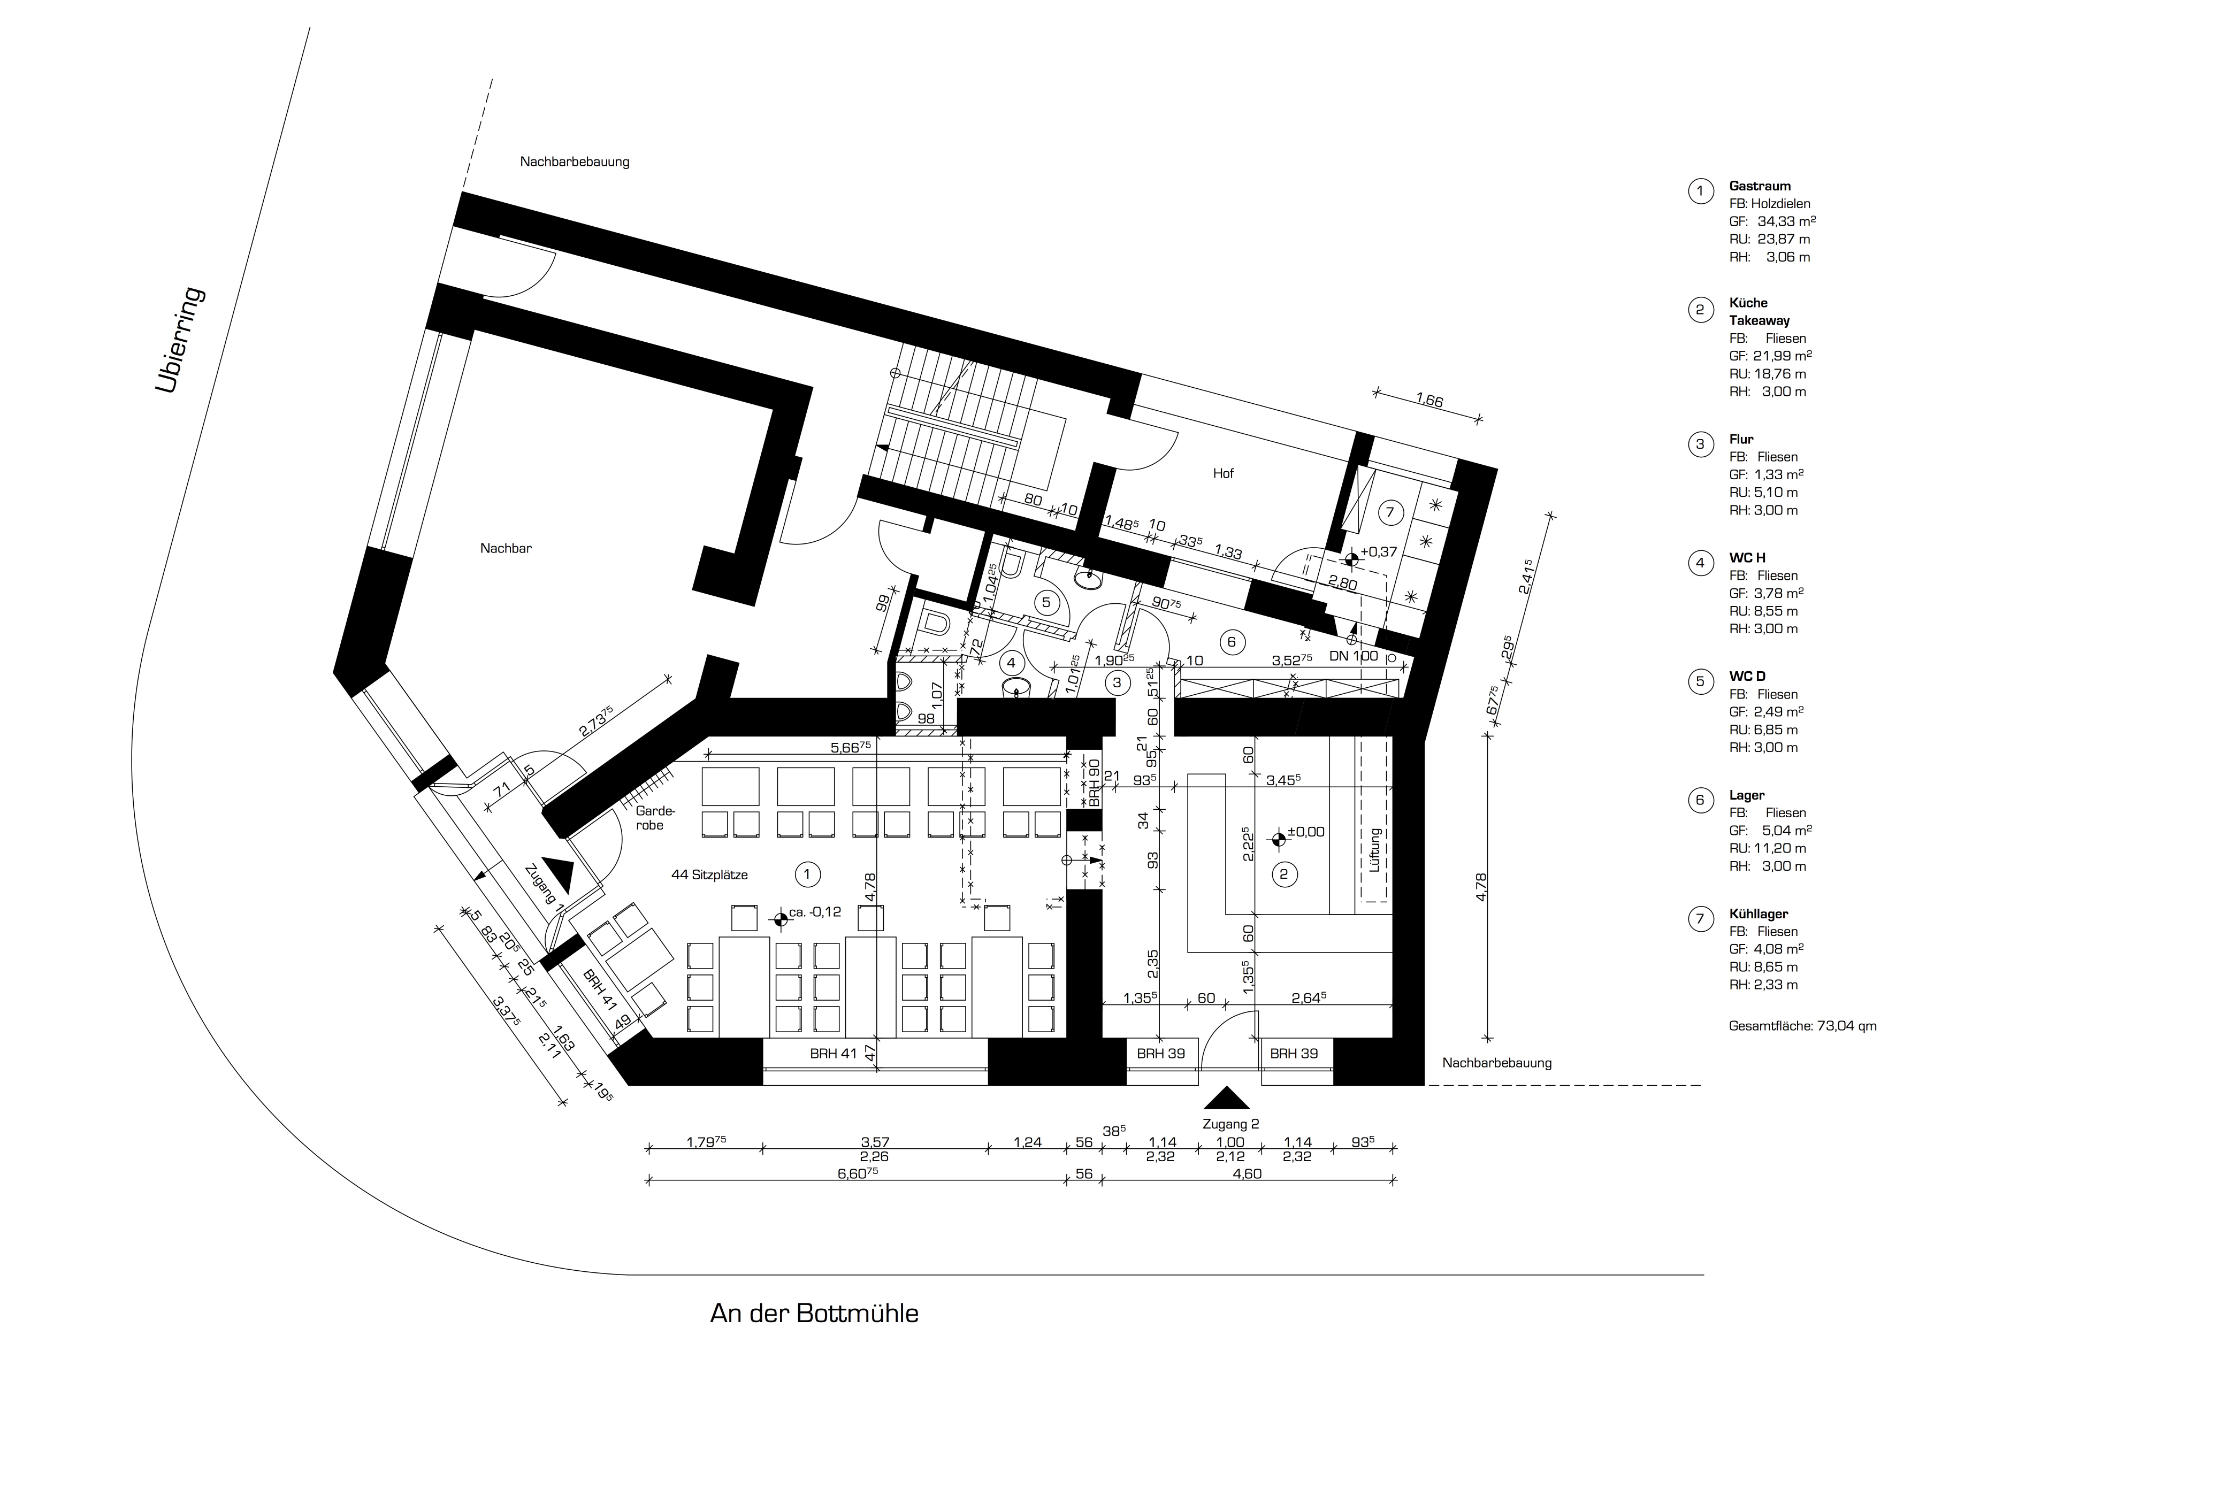 Nachbarbebauung
Ubierring
Nachbar
Hof
1,66
80
10
1,48⁵
10
33⁵
1,33
2,80
+0,37
7
2,41⁵
29⁵
67⁷⁵
99
1,04²⁵
5
90⁷⁵
72
4
1,01²⁵
6
DN 100
1,90²⁵
10
3,52⁷⁵
3
51²⁵
60
1,07
98
2,73⁷⁵
71
5
5,66⁷⁵
21
95
BRH 90
21
93⁵
60
3,45⁵
Garde-
robe
34
44 Sitzplätze
1
4,78
ca. -0,12
93
2,22⁵
±0,00
2
Lüftung
4,78
Zugang 1
5
83
20⁵
25
21⁵
3,37⁵
1,63
2,11
19⁵
BRH 41
49
2,35
60
1,35⁵
1,35⁵
60
2,64⁵
BRH 41
47
BRH 39
BRH 39
Nachbarbebauung
Zugang 2
38⁵
1,79⁷⁵
3,57
1,24
56
1,14
1,00
1,14
93⁵
2,26
2,32
2,12
2,32
6,60⁷⁵
56
4,60
An der Bottmühle
1
Gastraum
FB: Holzdielen
GF: 34,33 m²
RU: 23,87 m
RH: 3,06 m
2
Küche
Takeaway
FB: Fliesen
GF: 21,99 m²
RU: 18,76 m
RH: 3,00 m
3
Flur
FB: Fliesen
GF: 1,33 m²
RU: 5,10 m
RH: 3,00 m
4
WC H
FB: Fliesen
GF: 3,78 m²
RU: 8,55 m
RH: 3,00 m
5
WC D
FB: Fliesen
GF: 2,49 m²
RU: 6,85 m
RH: 3,00 m
6
Lager
FB: Fliesen
GF: 5,04 m²
RU: 11,20 m
RH: 3,00 m
7
Kühllager
FB: Fliesen
GF: 4,08 m²
RU: 8,65 m
RH: 2,33 m
Gesamtfläche: 73,04 qm